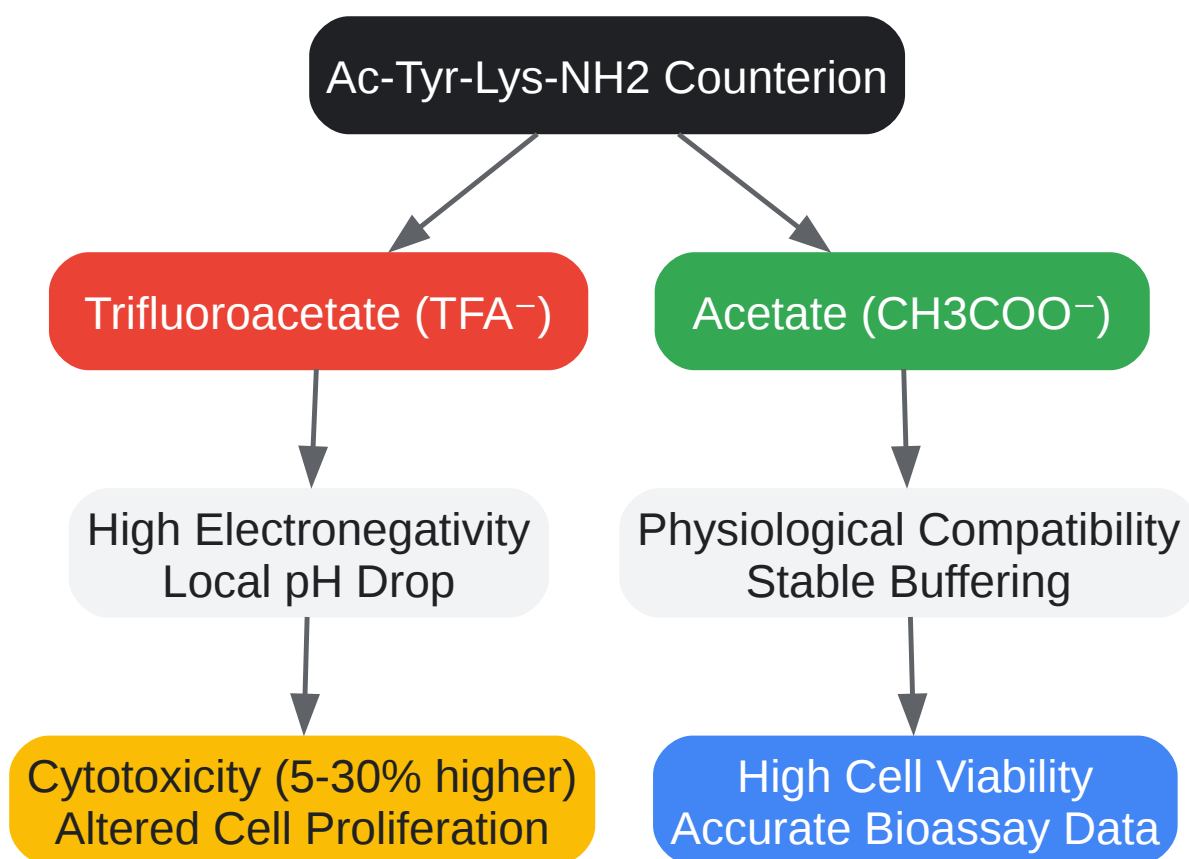 Ac-Tyr-Lys-NH2 Counterion
Trifluoroacetate (TFA⁻)
Acetate (CH3COO⁻)
High Electronegativity
Local pH Drop
Physiological Compatibility
Stable Buffering
Cytotoxicity (5-30% higher)
Altered Cell Proliferation
High Cell Viability
Accurate Bioassay Data